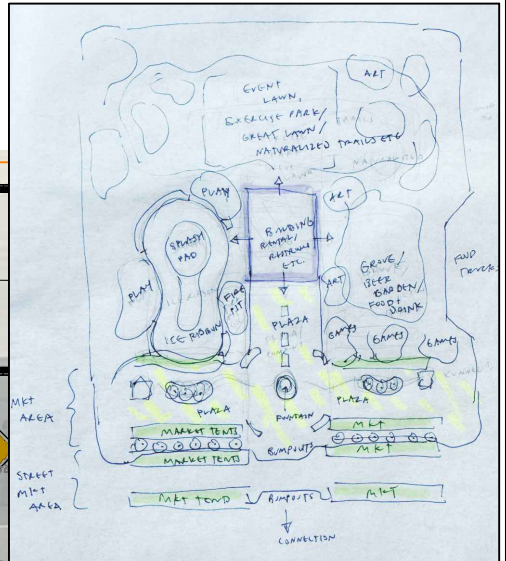 EVENT
LAWN,
EXERCISE PARK/
GREAT LAWN/
NATURALIZED TRAILS ETC
ART
PLAY
ART
BUILDING
RENTAL/
RESTROOMS
ETC.
SPLASH
PAD
PLAY
FIRE
PIT
ICE RIBBON
ART
GROVE/
BEER
GARDEN/
FOOD +
DRINK
FOOD
TRUCKS
PLAZA
GAMES
GAMES
GAMES
MKT
AREA
PLAZA
FOUNTAIN
PLAZA
MARKET TENTS
MKT
MARKET TENTS
BUMPOUTS
MKT
STREET
MKT
AREA
MKT TENTS
BUMPOUTS
MKT
CONNECTION